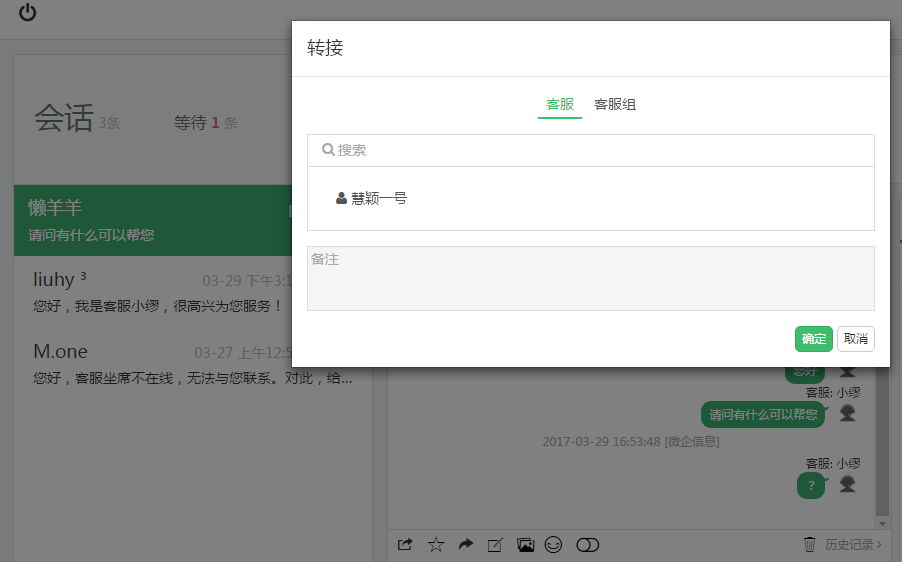 转接
客服 客服组
搜索
慧颖一号
备注
确定 取消
会话 3条 等待 1 条
懒羊羊
请问有什么可以帮您
liuhy 3 03-29 下午3:1
您好，我是客服小缪，很高兴为您服务！
M.one 03-27 上午12:5
您好，客服坐席不在线，无法与您联系。对此，给...
您好
客服: 小缪
请问有什么可以帮您
2017-03-29 16:53:48 [微企信息]
客服: 小缪
?
历史记录